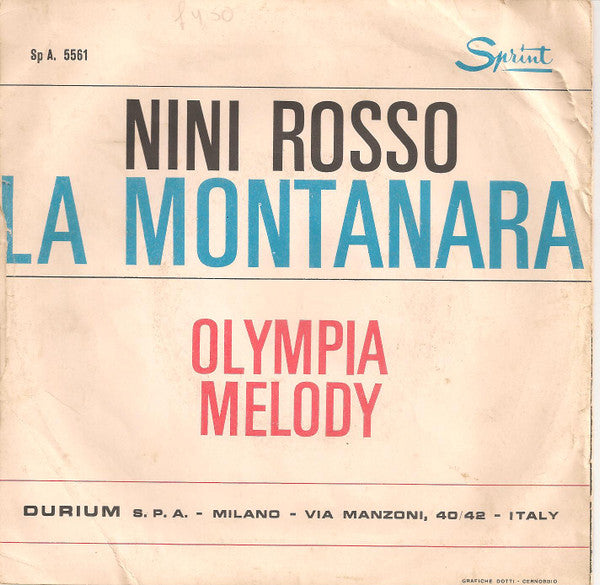 Sp A. 5561
Sprint
NINI ROSSO
LA MONTANARA
OLYMPIA
MELODY
DURIUM S. P. A. - MILANO - VIA MANZONI, 40/42 - ITALY
GRAFICHE DOTTI - CERNOBBIO